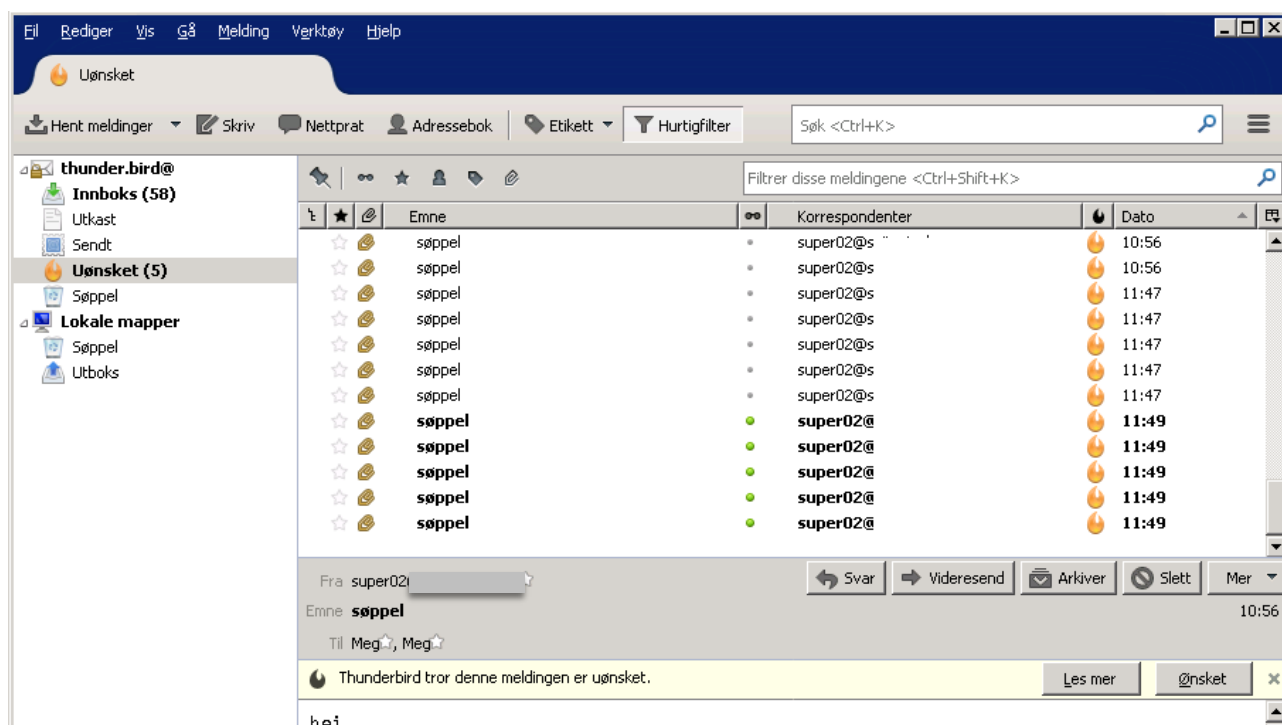 Fil Rediger Vis Gå Melding Verktøy Hjelp
Uønsket
Hent meldinger Skriv Nettprat Adressebok Etikett Hurtigfilter Søk <Ctrl+K>
thunder.bird@
Innboks (58)
Utkast
Sendt
Uønsket (5)
Søppel
Lokale mapper
Søppel
Utboks
Filtrer disse meldingene <Ctrl+Shift+K>
Emne Korrespondenter Dato
søppel super02@s 10:56
søppel super02@s 10:56
søppel super02@s 11:47
søppel super02@s 11:47
søppel super02@s 11:47
søppel super02@s 11:47
søppel super02@s 11:47
søppel super02@ 11:49
søppel super02@ 11:49
søppel super02@ 11:49
søppel super02@ 11:49
søppel super02@ 11:49
Fra super02 Svar Videresend Arkiver Slett Mer
Emne søppel 10:56
Til Meg, Meg
Thunderbird tror denne meldingen er uønsket. Les mer Ønsket
hei